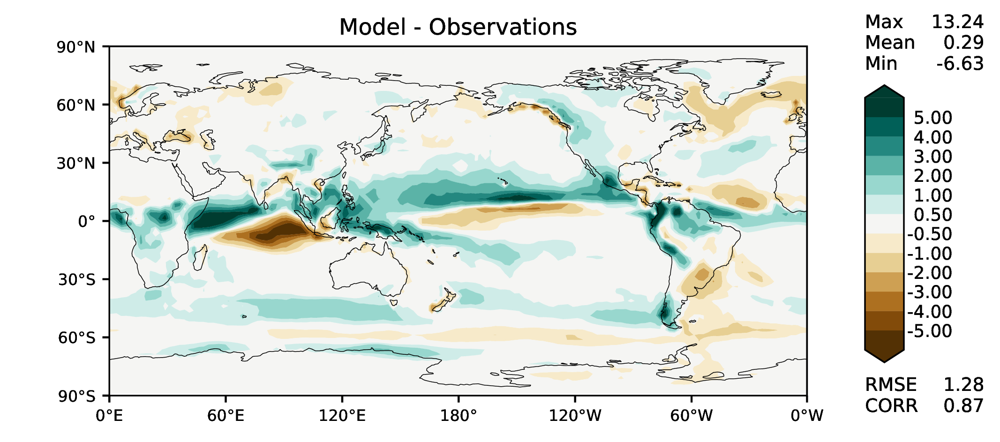 Model - Observations
Max 13.24
Mean 0.29
Min -6.63
90°N
60°N
30°N
0°
30°S
60°S
90°S
0°E 60°E 120°E 180° 120°W 60°W 0°W
5.00
4.00
3.00
2.00
1.00
0.50
-0.50
-1.00
-2.00
-3.00
-4.00
-5.00
RMSE 1.28
CORR 0.87